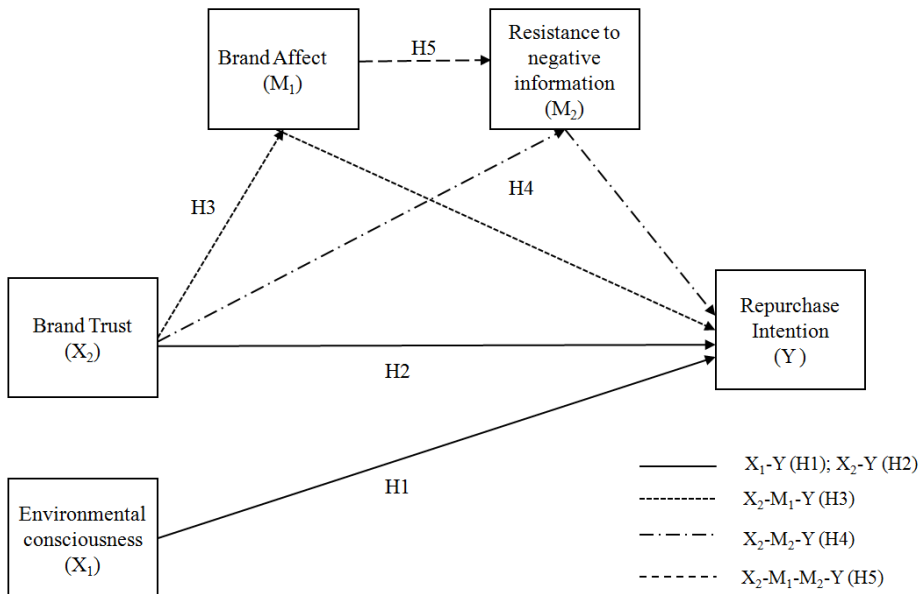 Brand Affect
(M₁)
H5
Resistance to
negative
information
(M₂)
H3
H4
Brand Trust
(X₂)
H2
Repurchase
Intention
(Y)
H1
Environmental
consciousness
(X₁)
X₁-Y (H1); X₂-Y (H2)
X₂-M₁-Y (H3)
X₂-M₂-Y (H4)
X₂-M₁-M₂-Y (H5)